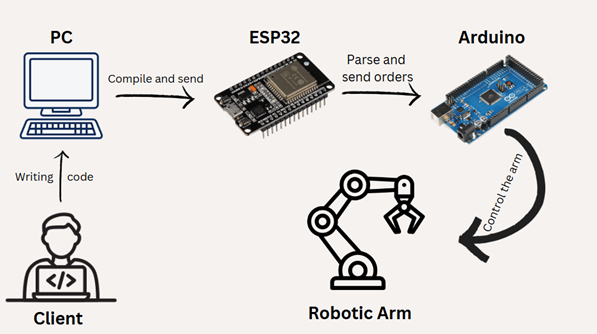 PC
ESP32
Arduino
Compile and send
Parse and
send orders
Writing code
Control the arm
</>
Client
Robotic Arm